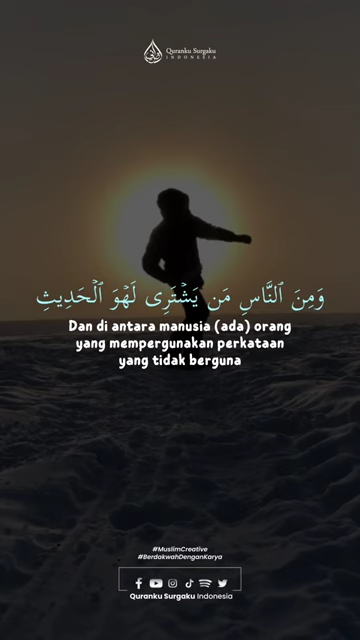 Quranku Surgaku
INDONESIA
وَمِنَ ٱلنَّاسِ مَن يَشْتَرِى لَهْوَ ٱلْحَدِيثِ
Dan di antara manusia (ada) orang
yang mempergunakan perkataan
yang tidak berguna
#MuslimCreative
#BerdakwahDenganKarya
Quranku Surgaku Indonesia